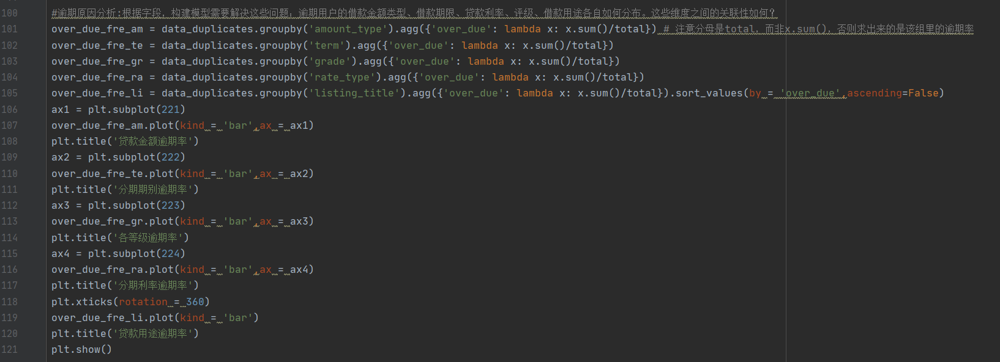 100 #逾期原因分析:根据字段，构建模型需要解决这些问题：逾期用户的借款金额类型、借款期限、贷款利率、评级、借款用途各自如何分布。这些维度之间的关联性如何？
101 over_due_fre_am = data_duplicates.groupby('amount_type').agg({'over_due': lambda x: x.sum()/total}) # 注意分母是total，而非x.sum()，否则求出来的是该组里的逾期率
102 over_due_fre_te = data_duplicates.groupby('term').agg({'over_due': lambda x: x.sum()/total})
103 over_due_fre_gr = data_duplicates.groupby('grade').agg({'over_due': lambda x: x.sum()/total})
104 over_due_fre_ra = data_duplicates.groupby('rate_type').agg({'over_due': lambda x: x.sum()/total})
105 over_due_fre_li = data_duplicates.groupby('listing_title').agg({'over_due': lambda x: x.sum()/total}).sort_values(by = 'over_due',ascending=False)
106 ax1 = plt.subplot(221)
107 over_due_fre_am.plot(kind = 'bar',ax = ax1)
108 plt.title('贷款金额逾期率')
109 ax2 = plt.subplot(222)
110 over_due_fre_te.plot(kind = 'bar',ax = ax2)
111 plt.title('分期期别逾期率')
112 ax3 = plt.subplot(223)
113 over_due_fre_gr.plot(kind = 'bar',ax = ax3)
114 plt.title('各等级逾期率')
115 ax4 = plt.subplot(224)
116 over_due_fre_ra.plot(kind = 'bar',ax = ax4)
117 plt.title('分期利率逾期率')
118 plt.xticks(rotation = 360)
119 over_due_fre_li.plot(kind = 'bar')
120 plt.title('贷款用途逾期率')
121 plt.show()